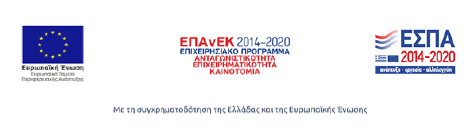 Ευρωπαϊκή Ένωση
Ευρωπαϊκό Ταμείο
Περιφερειακής Ανάπτυξης
ΕΠΑνΕΚ 2014-2020
ΕΠΙΧΕΙΡΗΣΙΑΚΟ ΠΡΟΓΡΑΜΜΑ
ΑΝΤΑΓΩΝΙΣΤΙΚΟΤΗΤΑ
ΕΠΙΧΕΙΡΗΜΑΤΙΚΟΤΗΤΑ
ΚΑΙΝΟΤΟΜΙΑ
ΕΣΠΑ
2014-2020
ανάπτυξη - εργασία - αλληλεγγύη
Με τη συγχρηματοδότηση της Ελλάδας και της Ευρωπαϊκής Ένωσης